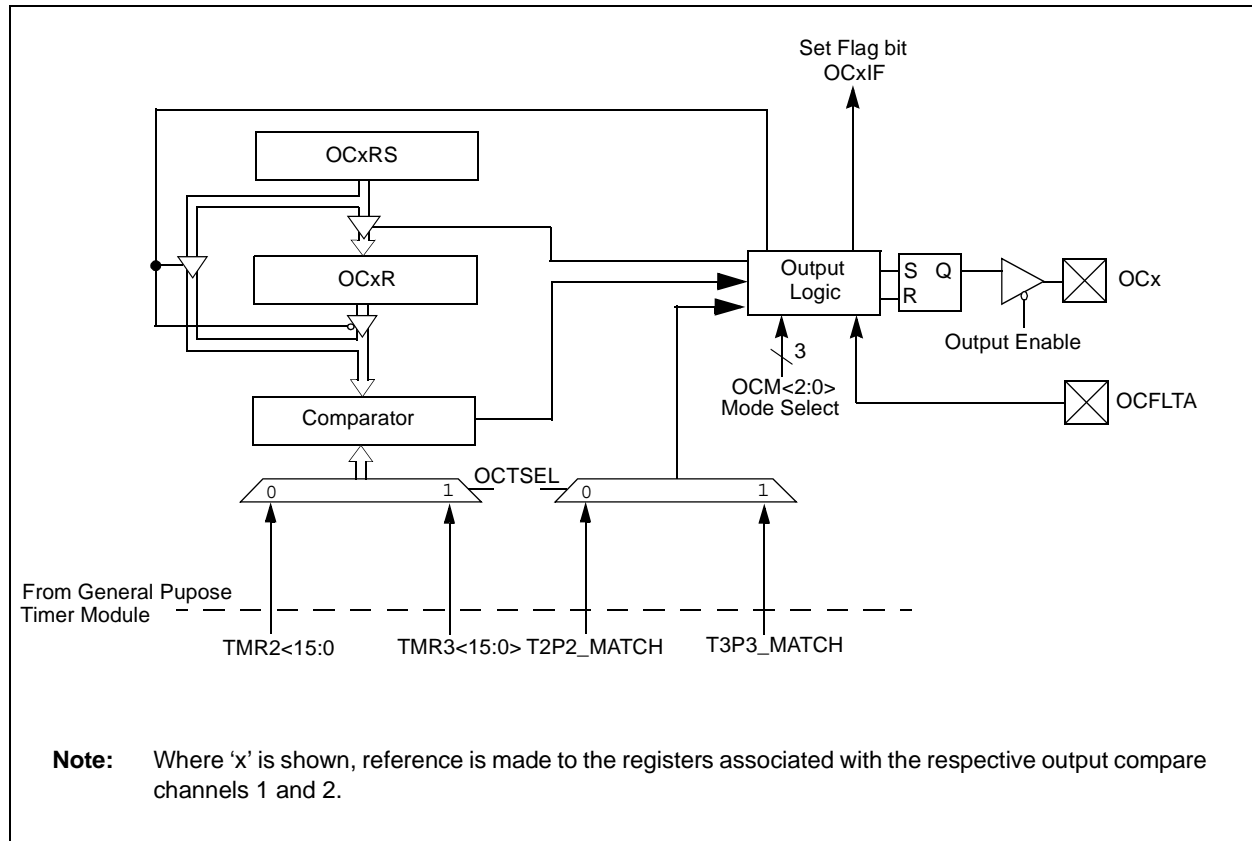 Set Flag bit
OCxIF
OCxRS
OCxR
Output
Logic
S Q
R
OCx
Output Enable
3
OCM<2:0>
Mode Select
OCFLTA
Comparator
OCTSEL
0 1
0 1
From General Pupose
Timer Module
TMR2<15:0
TMR3<15:0>
T2P2_MATCH
T3P3_MATCH
Note: Where ‘x’ is shown, reference is made to the registers associated with the respective output compare
channels 1 and 2.